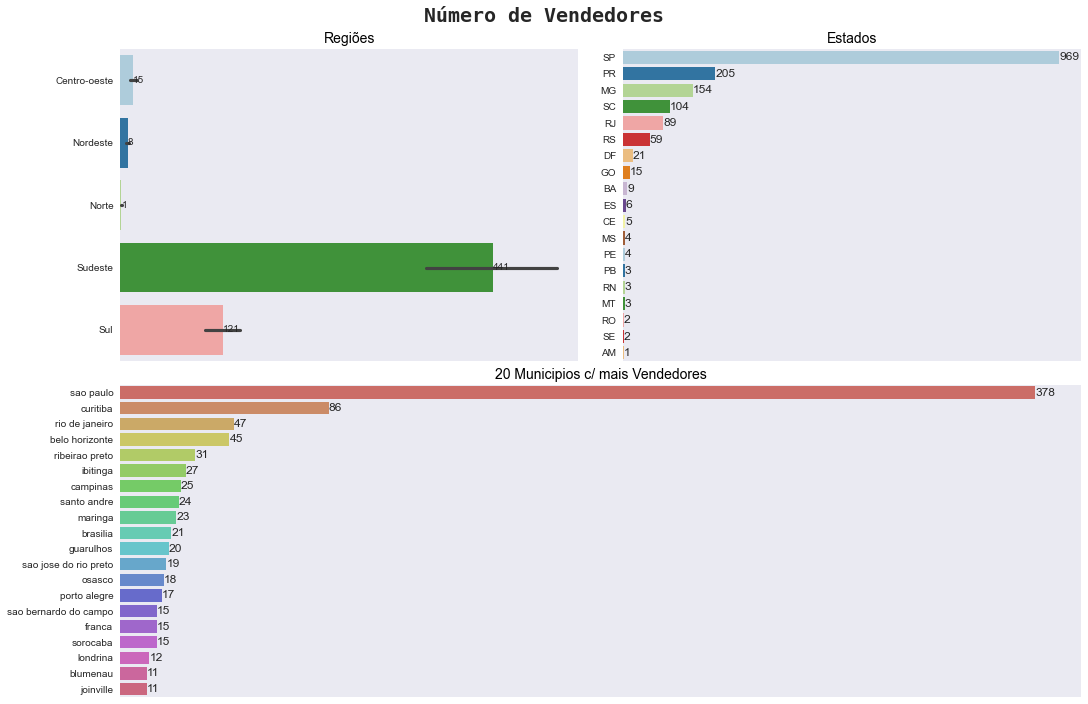 Número de Vendedores
Regiões
Centro-oeste 15
Nordeste 8
Norte 1
Sudeste 441
Sul 121
Estados
SP 969
PR 205
MG 154
SC 104
RJ 89
RS 59
DF 21
GO 15
BA 9
ES 6
CE 5
MS 4
PE 4
PB 3
RN 3
MT 3
RO 2
SE 2
AM 1
20 Municipios c/ mais Vendedores
sao paulo 378
curitiba 86
rio de janeiro 47
belo horizonte 45
ribeirao preto 31
ibitinga 27
campinas 25
santo andre 24
maringa 23
brasilia 21
guarulhos 20
sao jose do rio preto 19
osasco 18
porto alegre 17
sao bernardo do campo 15
franca 15
sorocaba 15
londrina 12
blumenau 11
joinville 11